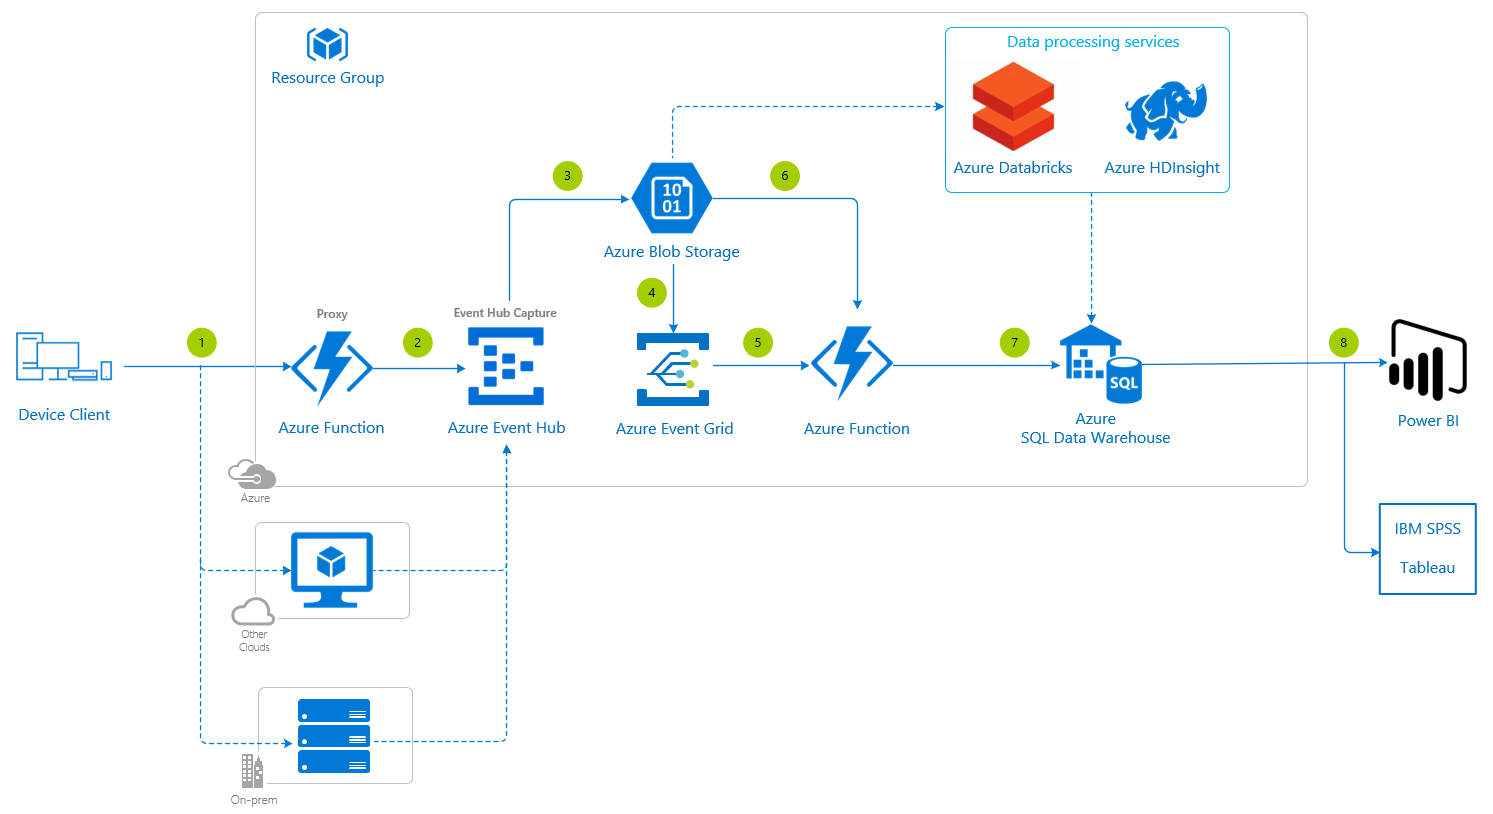 Resource Group
Data processing services
Azure Databricks
Azure HDInsight
3
6
10
01
Azure Blob Storage
4
Proxy
Event Hub Capture
1
2
5
7
8
SQL
Device Client
Azure Function
Azure Event Hub
Azure Event Grid
Azure Function
Azure
SQL Data Warehouse
Power BI
Azure
IBM SPSS
Tableau
Other
Clouds
On-prem